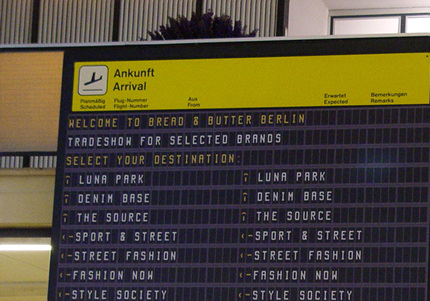 Ankunft
Arrival
Planmäßig Flug-Nummer Aus Erwartet Bemerkungen
Scheduled Flight-Number From Expected Remarks
WELCOME TO BREAD & BUTTER BERLIN
TRADESHOW FOR SELECTED BRANDS
SELECT YOUR DESTINATION:
↑ LUNA PARK ↑ LUNA PARK
↑ DENIM BASE ↑ DENIM BASE
↑ THE SOURCE ↑ THE SOURCE
<-SPORT & STREET <-SPORT & STREET
<-STREET FASHION <-STREET FASHION
<-FASHION NOW <-FASHION NOW
<-STYLE SOCIETY <-STYLE SOCIETY